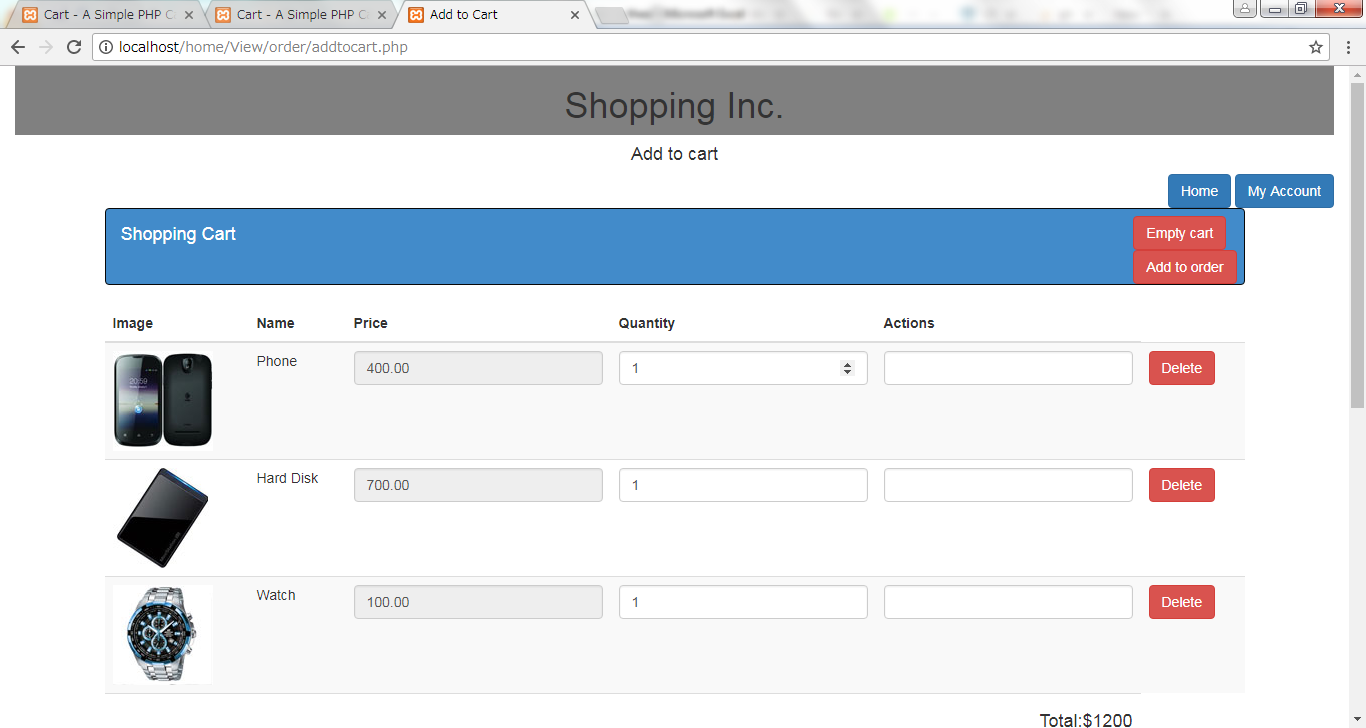 Cart - A Simple PHP C
Cart - A Simple PHP C
Add to Cart
localhost/home/View/order/addtocart.php
Shopping Inc.
Add to cart
Home
My Account
Shopping Cart
Empty cart
Add to order
Image Name Price Quantity Actions
Phone 400.00 1 Delete
20:59
Hard Disk 700.00 1 Delete
Watch 100.00 1 Delete
Total:$1200